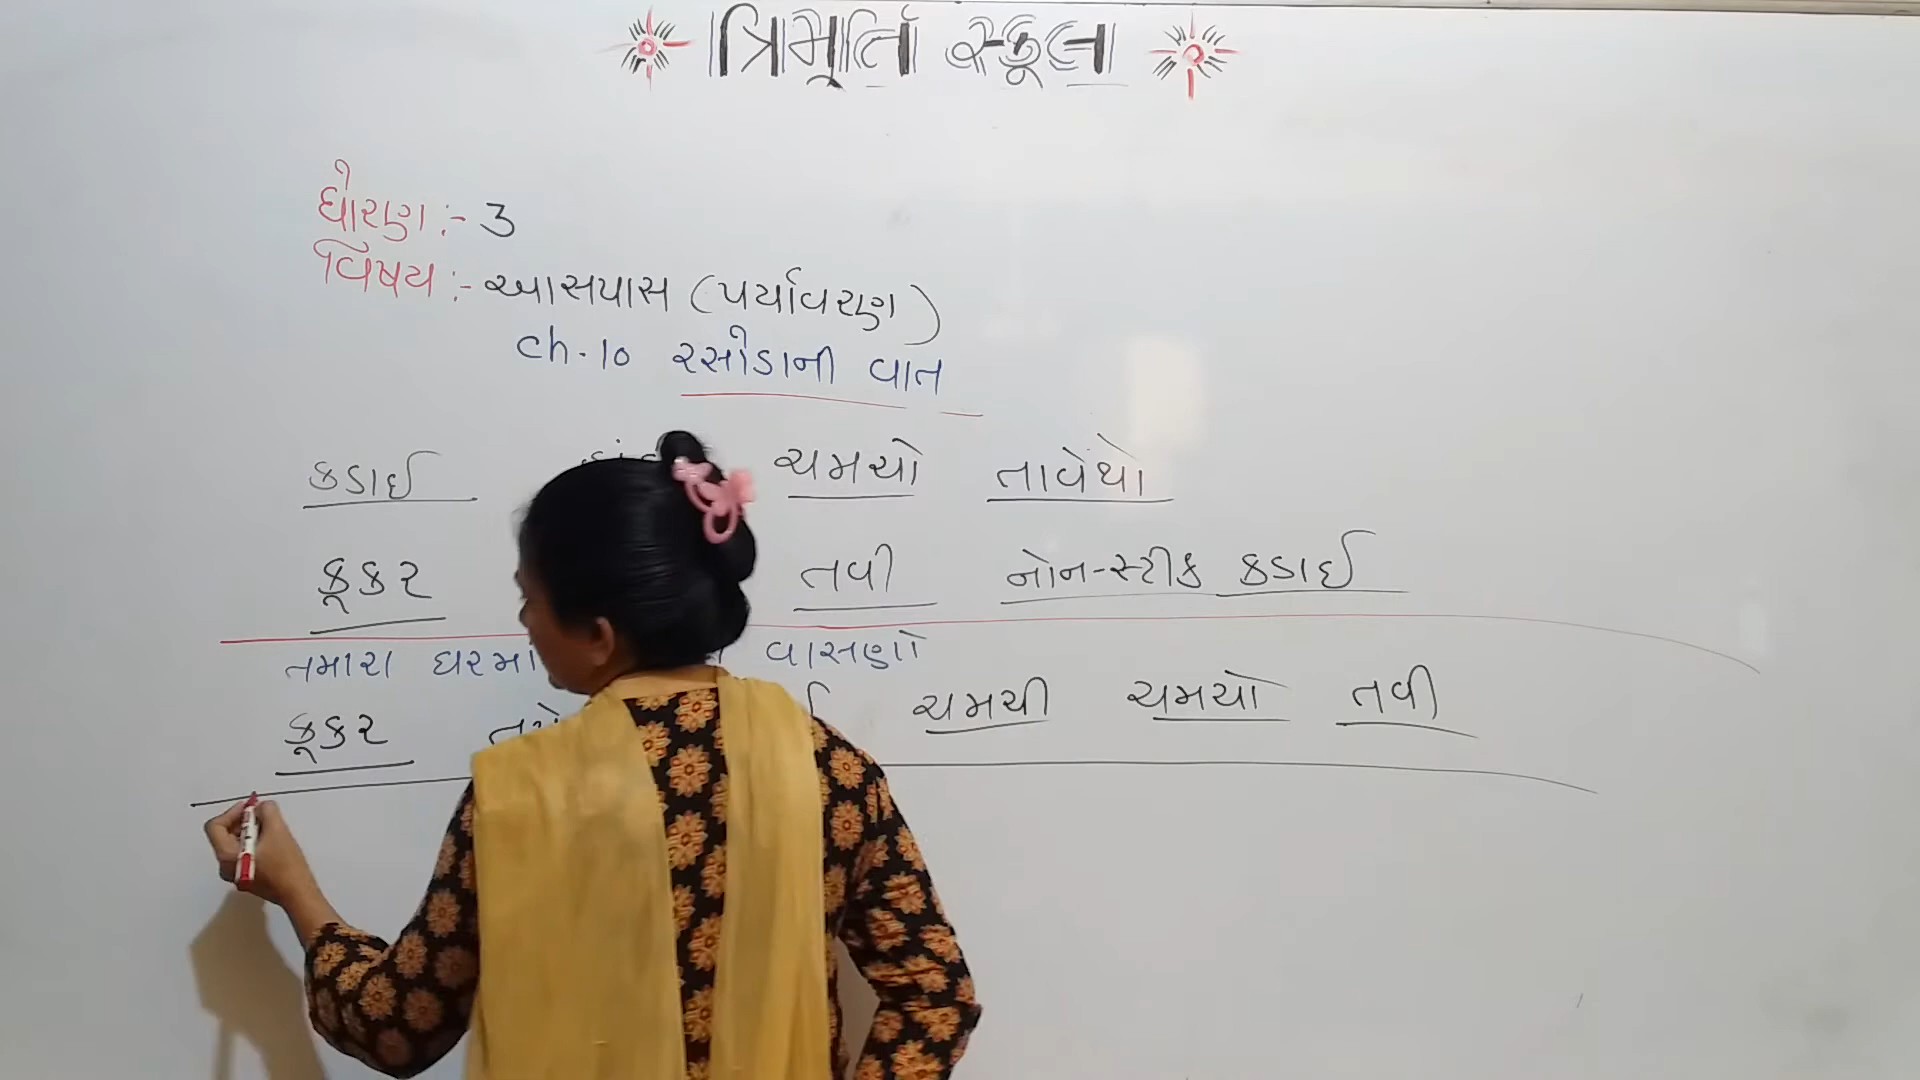 ત્રિમૂર્તિ સ્કૂલ
ધોરણ :- ૩
વિષય :- આસપાસ (પર્યાવરણ)
ch. 10 રસોડાની વાત
કડાઈ ચમચો તાવેથો
કૂકર તવી નોન-સ્ટીક કડાઈ
તમારા ઘરમાં વાસણો
કૂકર ચમચી ચમચો તવી